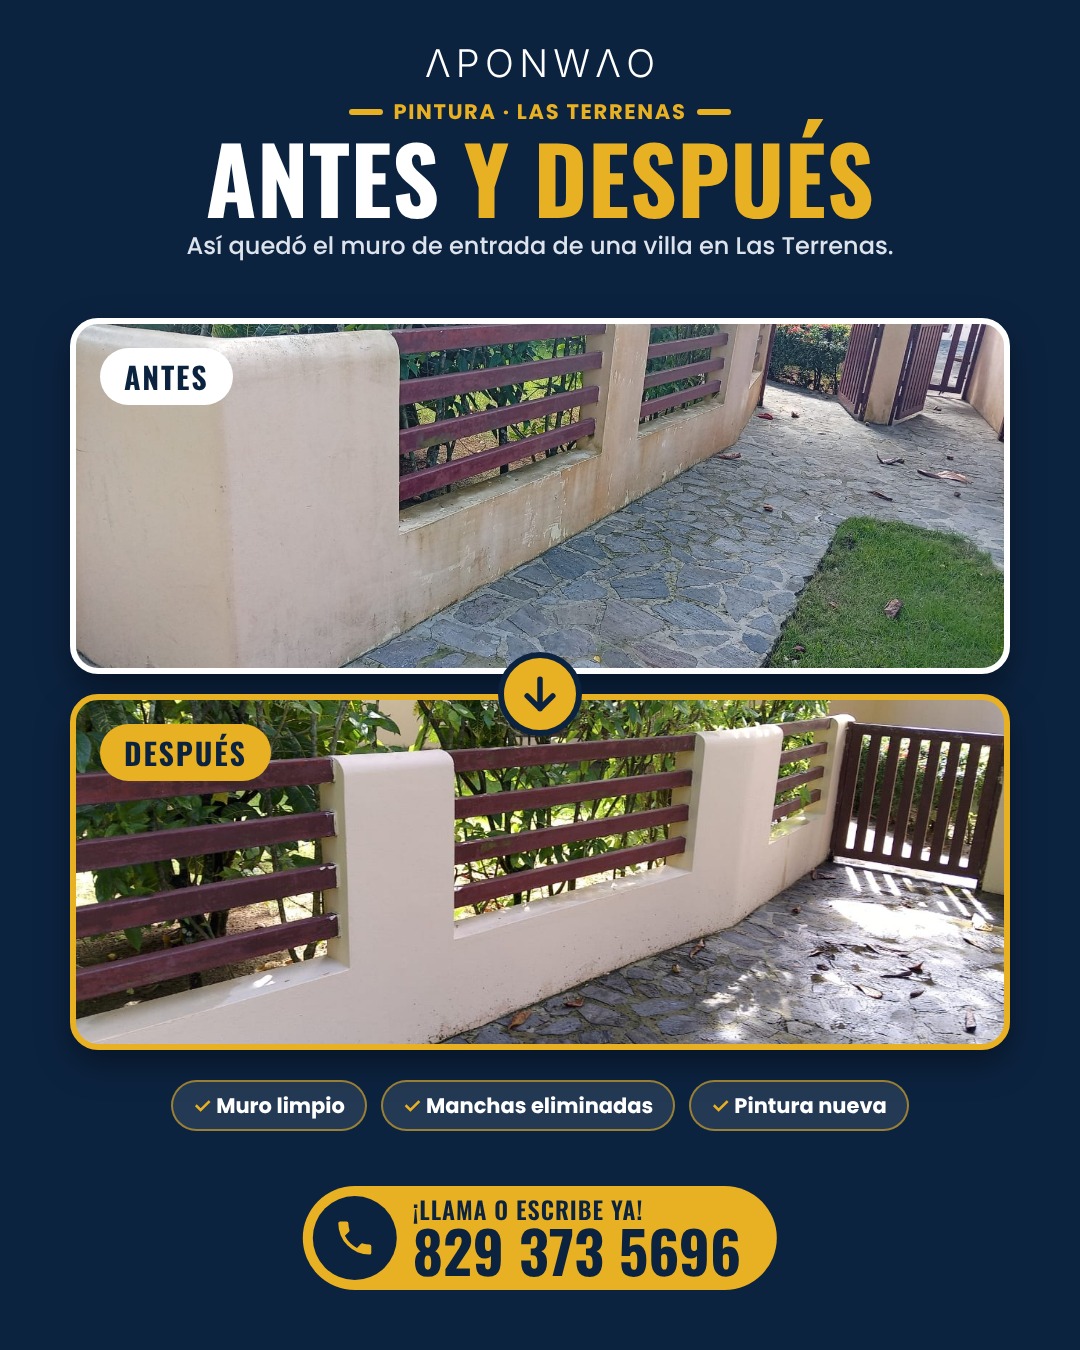 APONWAO
PINTURA · LAS TERRENAS
ANTES Y DESPUÉS
Así quedó el muro de entrada de una villa en Las Terrenas.
ANTES
DESPUÉS
Muro limpio
Manchas eliminadas
Pintura nueva
¡LLAMA O ESCRIBE YA!
829 373 5696